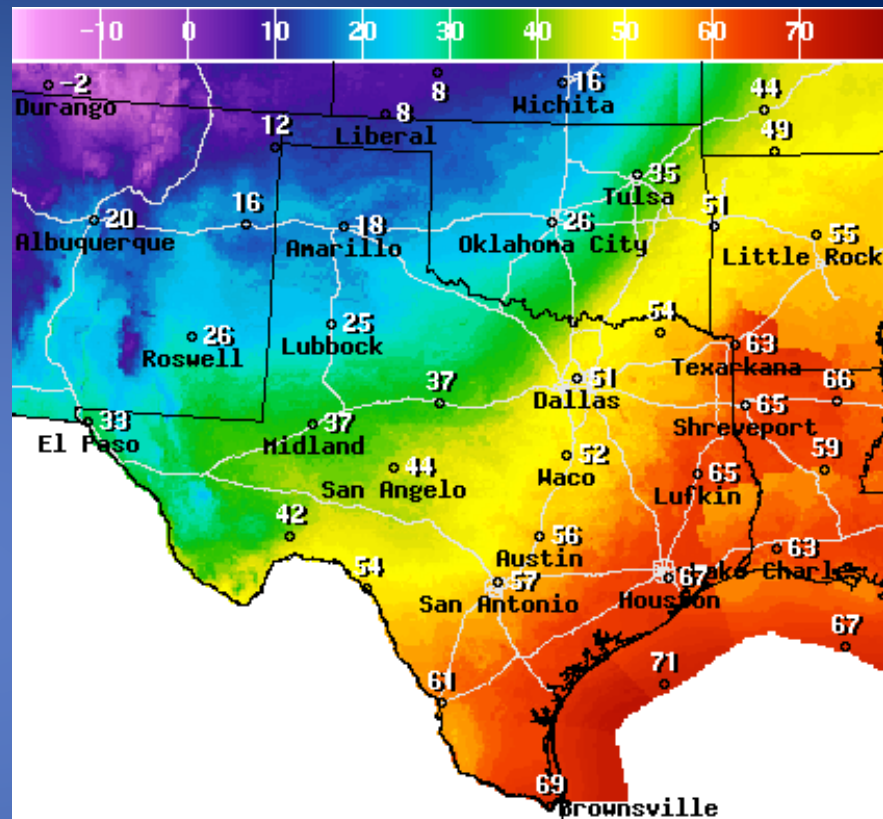 -10 0 10 20 30 40 50 60 70
-2
Durango
8
8
Liberal
16
Wichita
44
12
49
35
Tulsa
20
Albuquerque
16
18
Amarillo
26
Oklahoma City
51
55
Little Rock
26
Roswell
25
Lubbock
54
63
Texarkana
37
51
Dallas
66
33
El Paso
37
Midland
65
Shreveport
44
San Angelo
52
Waco
65
Lufkin
59
42
56
Austin
63
Lake Charles
54
57
San Antonio
67
Houston
67
61
71
69
Brownsville